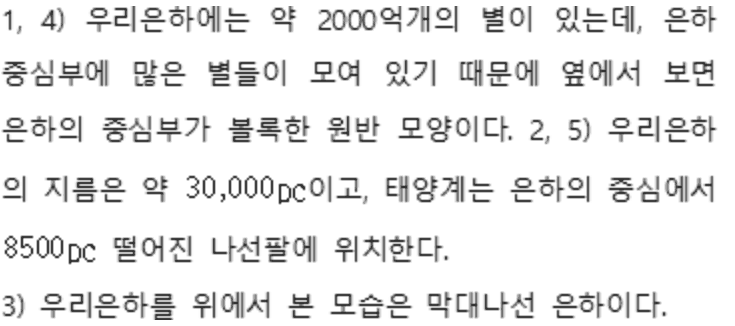 1, 4) 우리은하에는 약 2000억개의 별이 있는데, 은하
중심부에 많은 별들이 모여 있기 때문에 옆에서 보면
은하의 중심부가 볼록한 원반 모양이다. 2, 5) 우리은하
의 지름은 약 30,000pc이고, 태양계는 은하의 중심에서
8500pc 떨어진 나선팔에 위치한다.
3) 우리은하를 위에서 본 모습은 막대나선 은하이다.